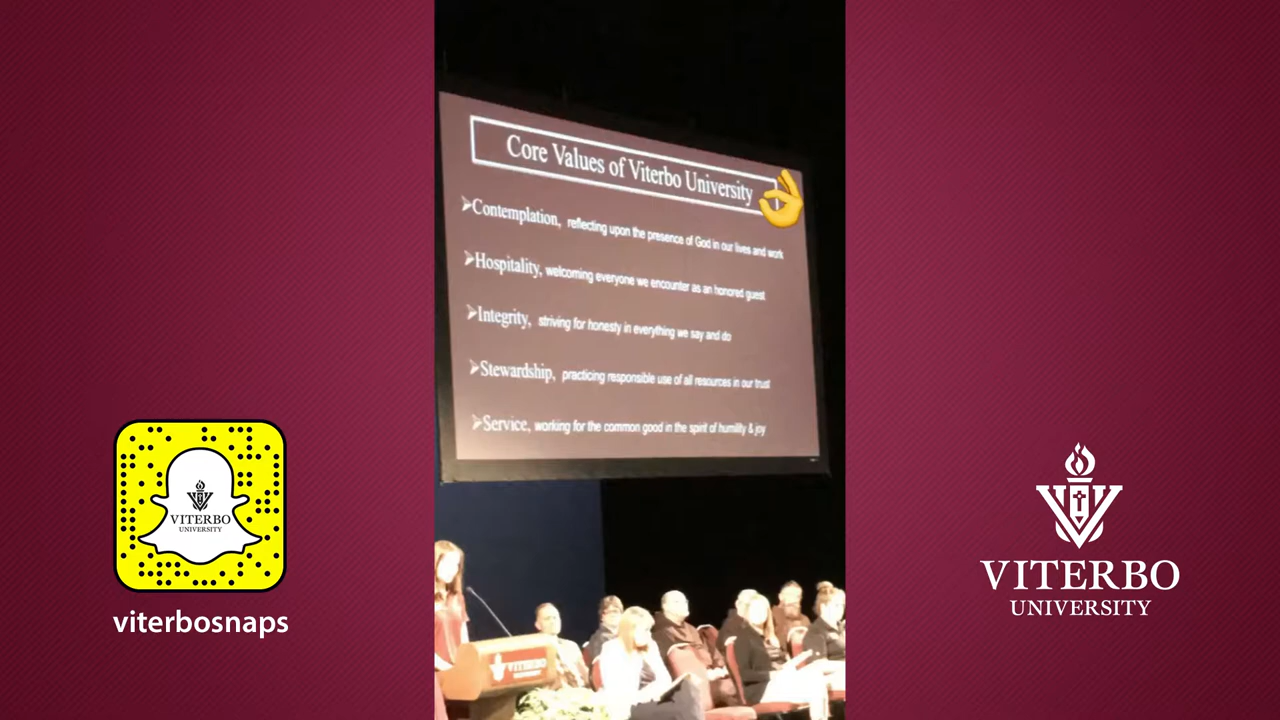 Core Values of Viterbo University
➤Contemplation, reflecting upon the presence of God in our lives and work
➤Hospitality, welcoming everyone we encounter as an honored guest
➤Integrity, striving for honesty in everything we say and do
➤Stewardship, practicing responsible use of all resources in our trust
➤Service, working for the common good in the spirit of humility & joy
VITERBO
UNIVERSITY
viterbosnaps
VITERBO
UNIVERSITY
VITERBO
UNIVERSITY